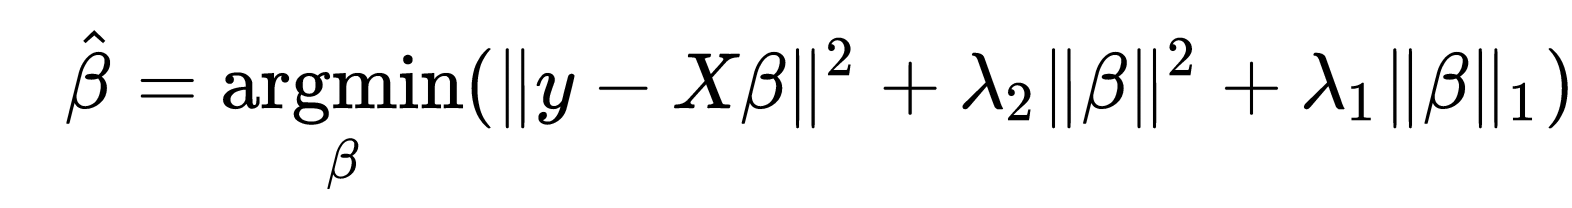 β̂ = argmin(‖y − Xβ‖² + λ₂‖β‖² + λ₁‖β‖₁)
β